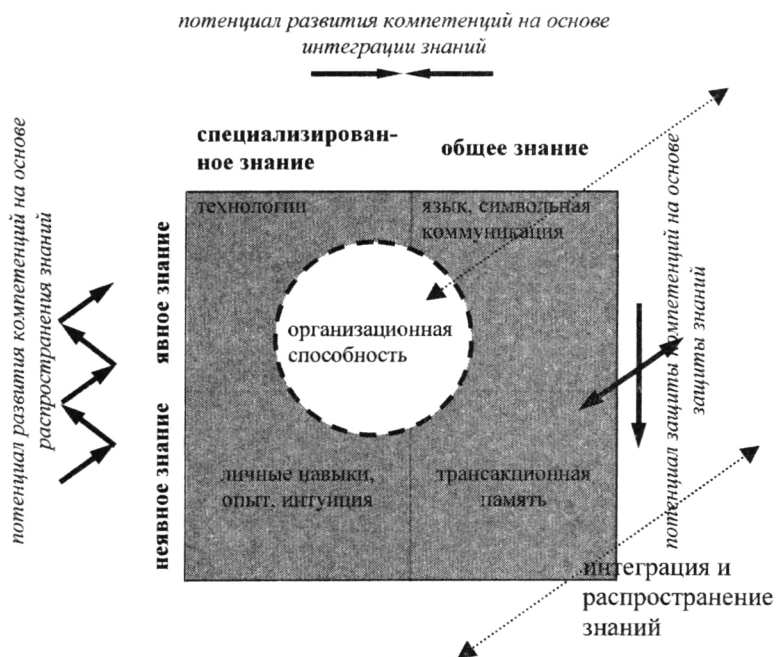 потенциал развития компетенций на основе
интеграции знаний
специализирован-
ное знание
общее знание
потенциал развития компетенций на основе
распространения знаний
явное знание
неявное знание
технологии
язык, символьная
коммуникация
организационная
способность
личные навыки,
опыт, интуиция
трансакционная
память
потенциал защиты компетенций на основе
защиты знаний
интеграция и
распространение
знаний